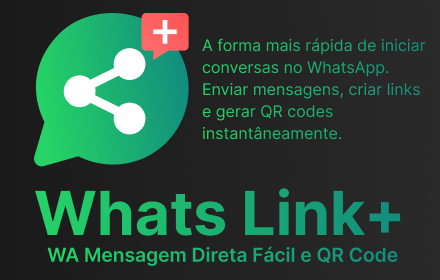 A forma mais rápida de iniciar
conversas no WhatsApp.
Enviar mensagens, criar links
e gerar QR codes
instantâneamente.
Whats Link+
WA Mensagem Direta Fácil e QR Code